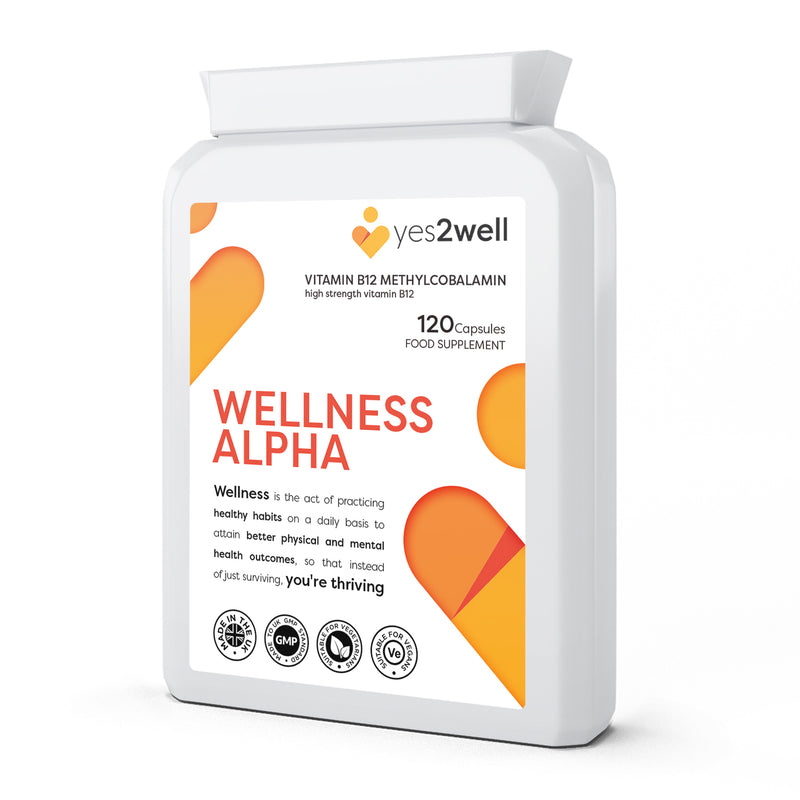 yes2well
VITAMIN B12 METHYLCOBALAMIN
high strength vitamin B12
120 Capsules
FOOD SUPPLEMENT
WELLNESS
ALPHA
Wellness is the act of practicing
healthy habits on a daily basis to
attain better physical and mental
health outcomes, so that instead
of just surviving, you're thriving
MADE IN THE UK
MADE TO UK GMP STANDARD
GMP
SUITABLE FOR VEGETARIANS
SUITABLE FOR VEGANS
Ve